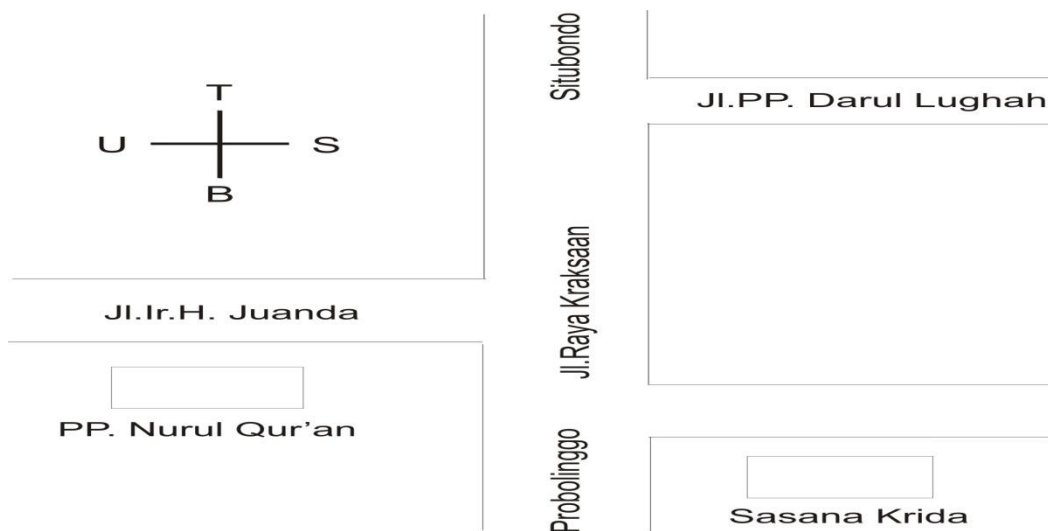 T
U
S
B
Jl.Ir.H. Juanda
PP. Nurul Qur'an
Situbondo
Jl.Raya Kraksaan
Probolinggo
Jl.PP. Darul Lughah
Sasana Krida